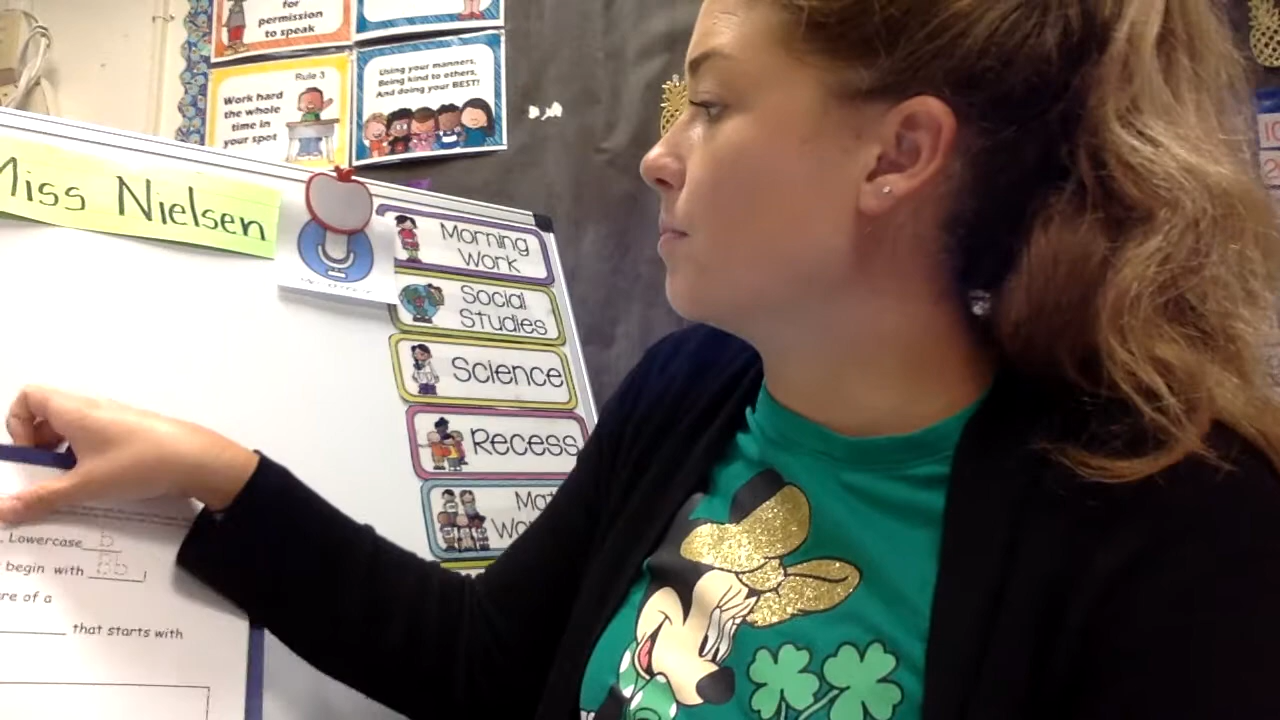 for
permission
to speak
Rule 3
Work hard
the whole
time in
your spot
Using your manners,
Being kind to others,
And doing your BEST!
Miss Nielsen
Morning
Work
Social
Studies
Science
Recess
Lowercase b
begin with Bb
of a
that starts with